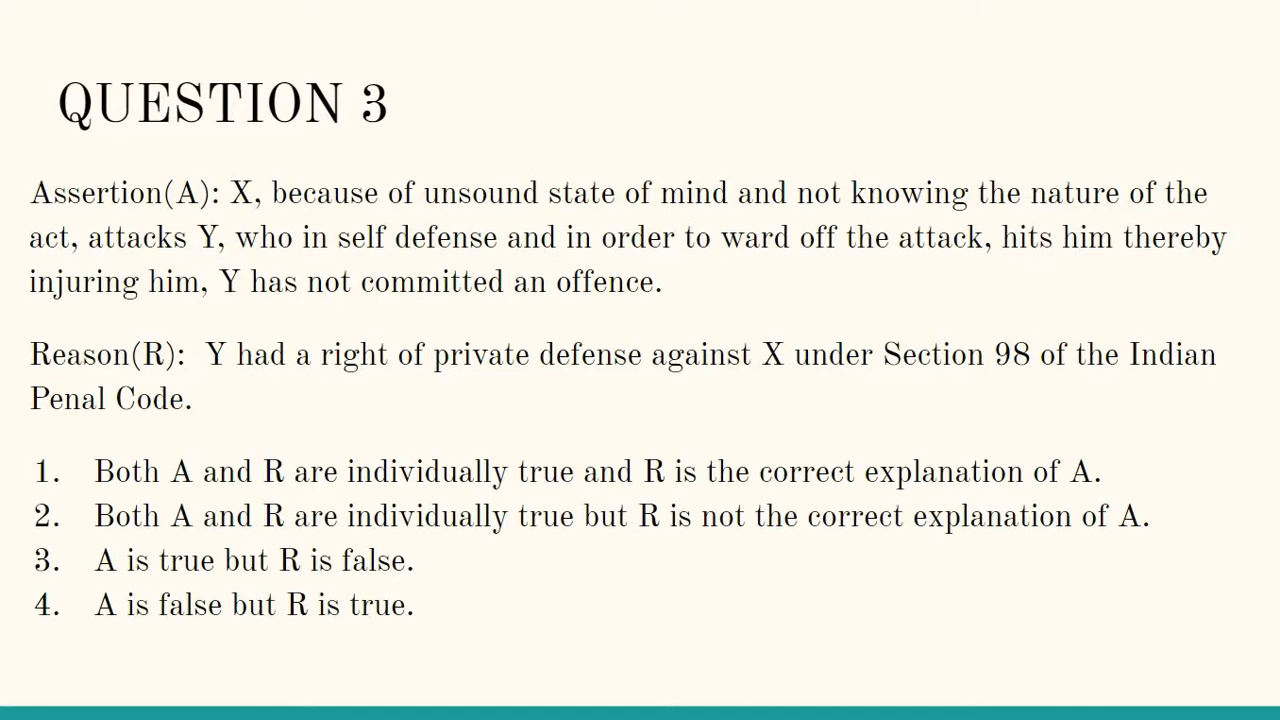 QUESTION 3
Assertion(A): X, because of unsound state of mind and not knowing the nature of the
act, attacks Y, who in self defense and in order to ward off the attack, hits him thereby
injuring him, Y has not committed an offence.
Reason(R):  Y had a right of private defense against X under Section 98 of the Indian
Penal Code.
1. Both A and R are individually true and R is the correct explanation of A.
2. Both A and R are individually true but R is not the correct explanation of A.
3. A is true but R is false.
4. A is false but R is true.